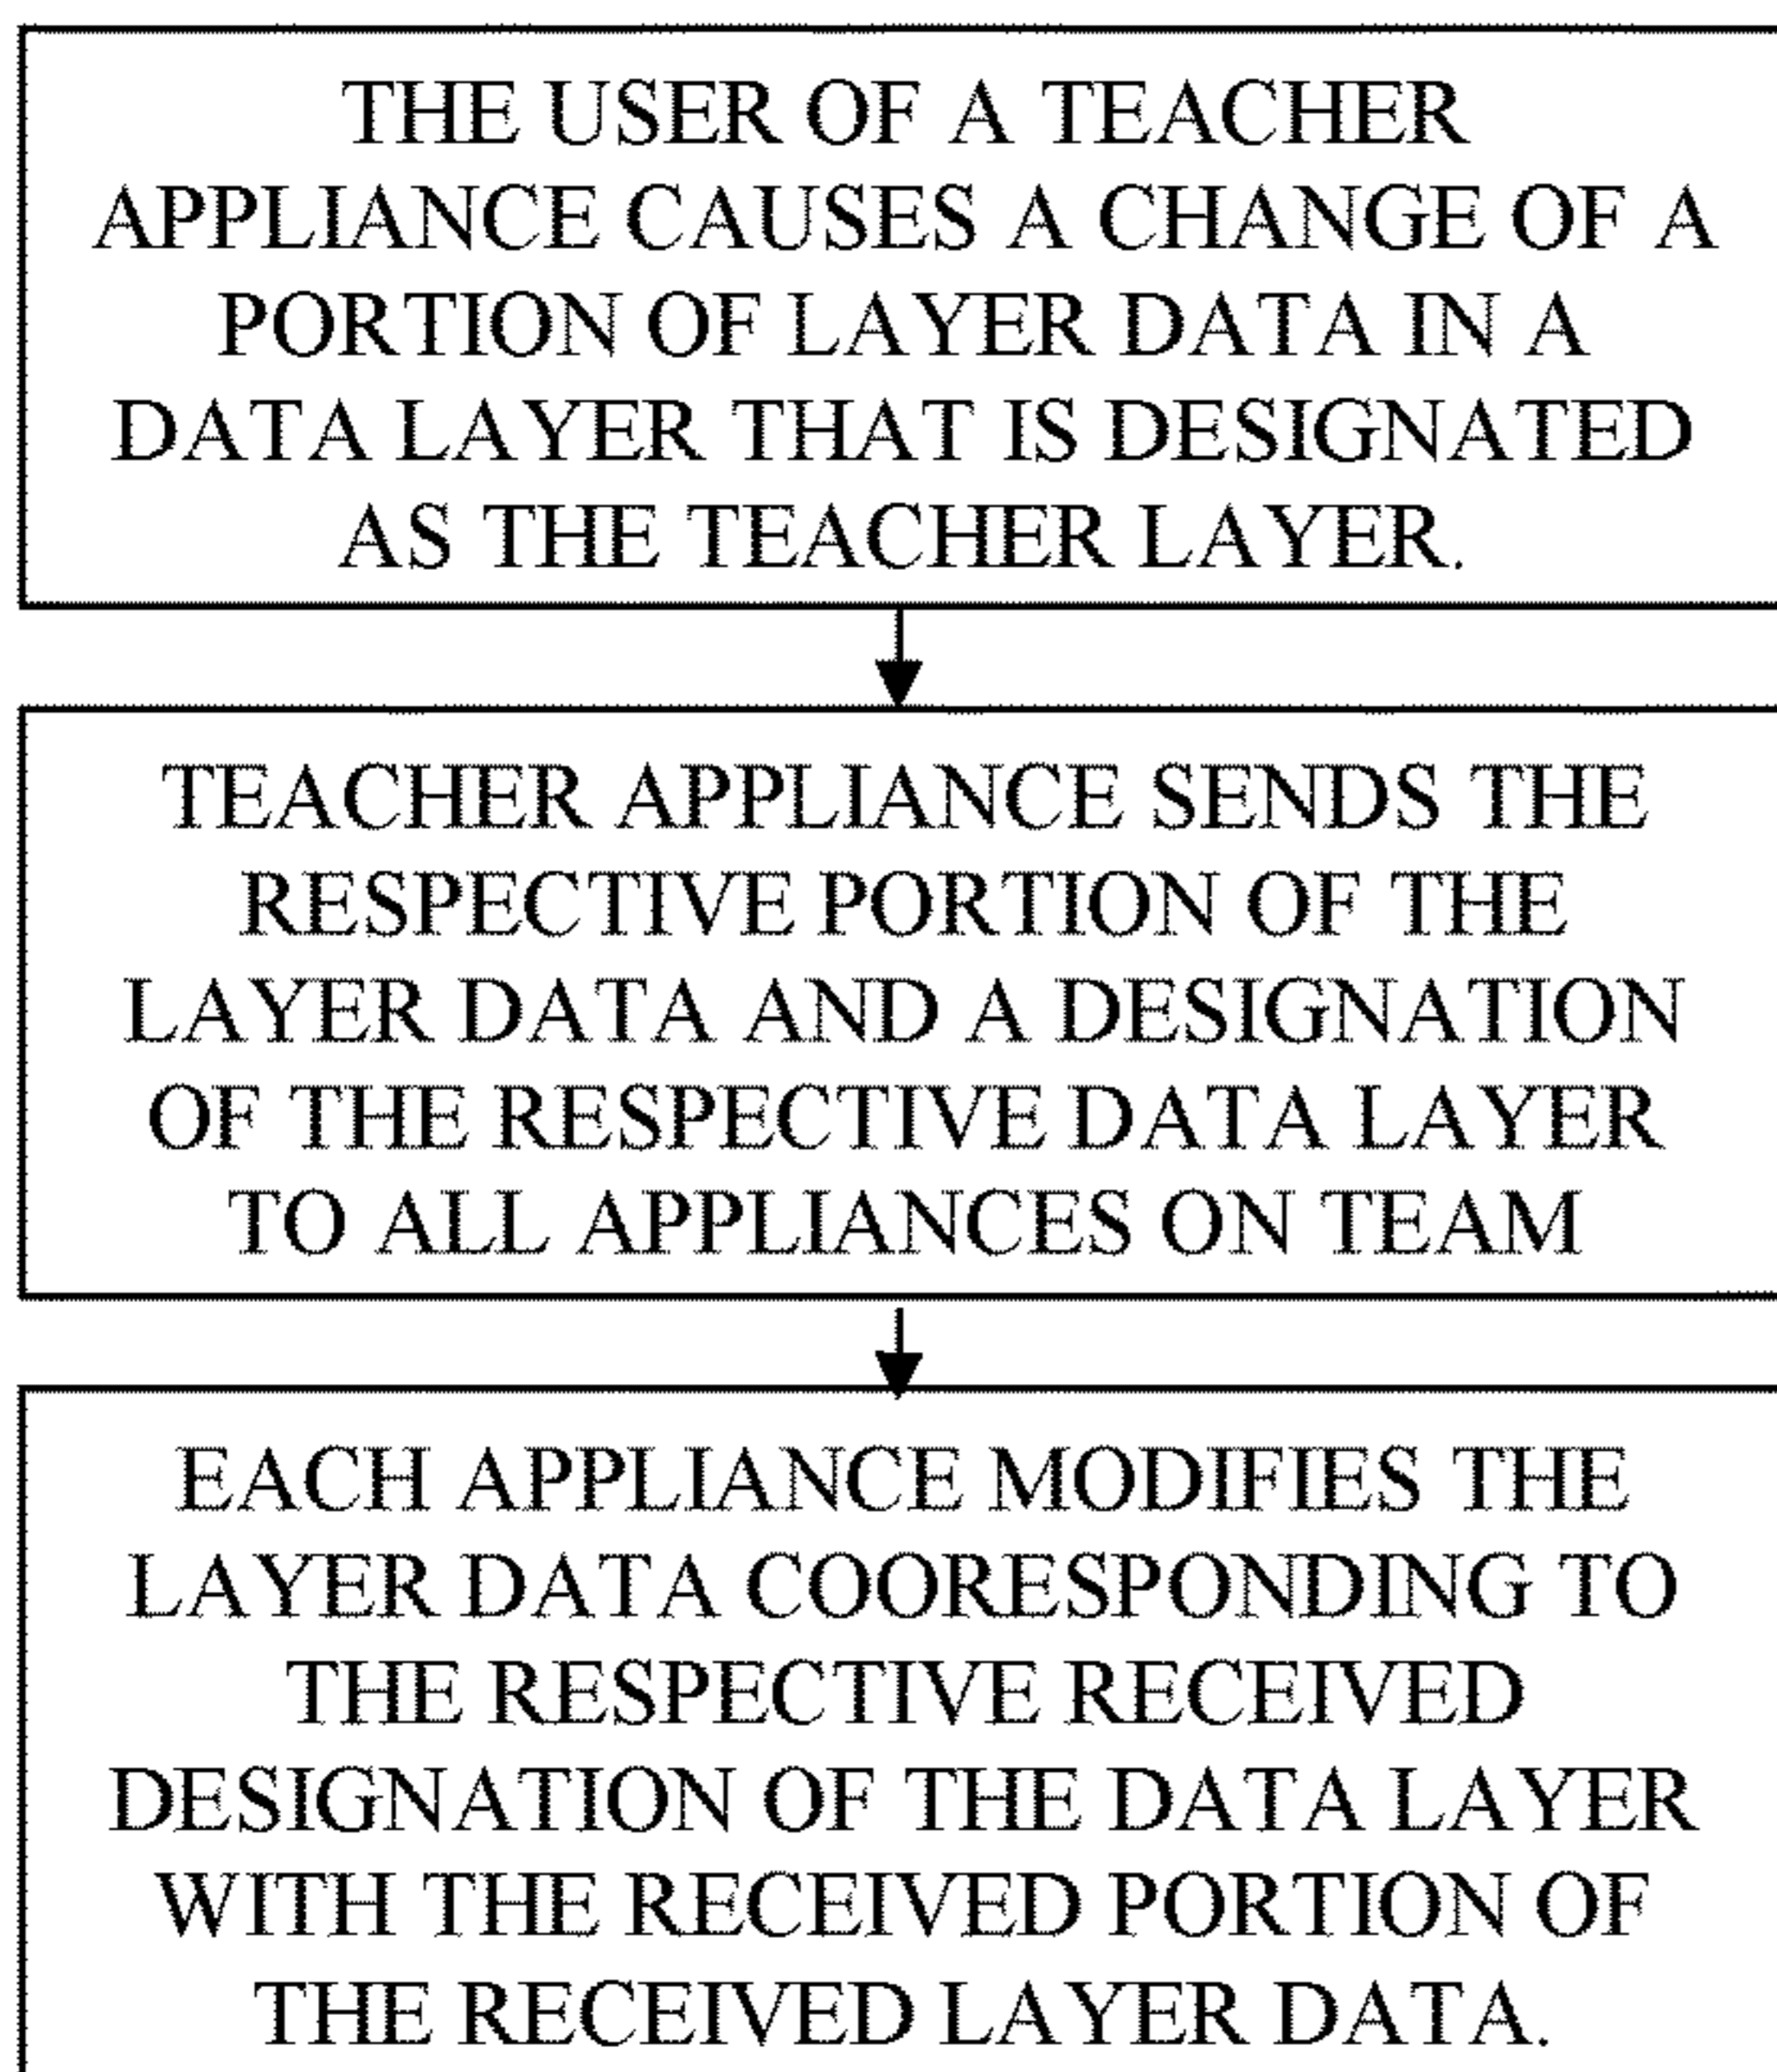 THE USER OF A TEACHER
APPLIANCE CAUSES A CHANGE OF A
PORTION OF LAYER DATA IN A
DATA LAYER THAT IS DESIGNATED
AS THE TEACHER LAYER.
TEACHER APPLIANCE SENDS THE
RESPECTIVE PORTION OF THE
LAYER DATA AND A DESIGNATION
OF THE RESPECTIVE DATA LAYER
TO ALL APPLIANCES ON TEAM
EACH APPLIANCE MODIFIES THE
LAYER DATA COORESPONDING TO
THE RESPECTIVE RECEIVED
DESIGNATION OF THE DATA LAYER
WITH THE RECEIVED PORTION OF
THE RECEIVED LAYER DATA.